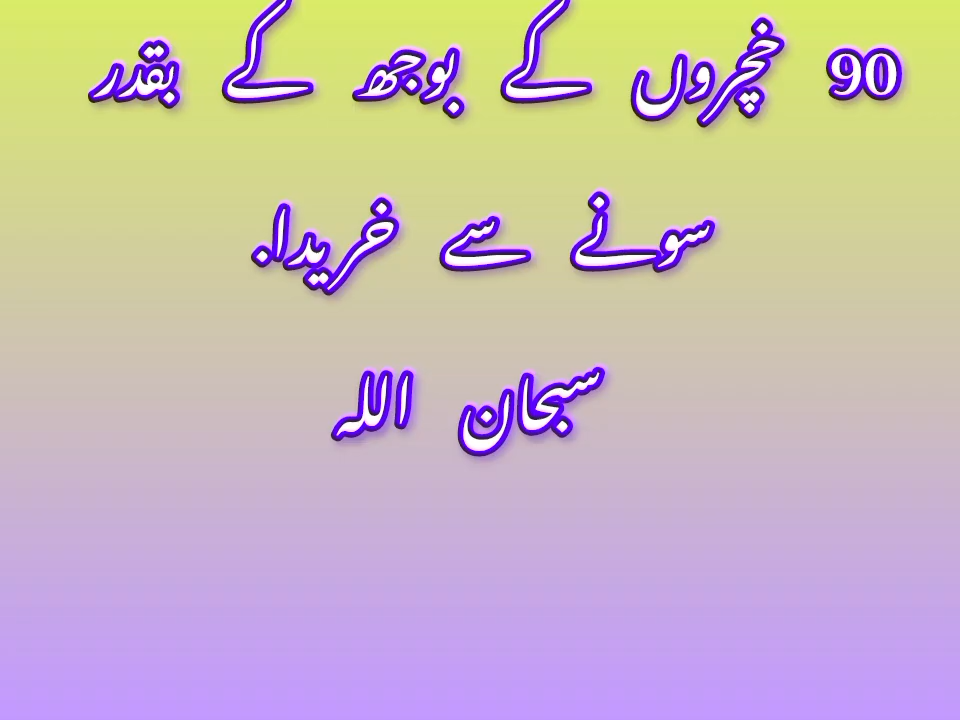 90 خچروں کے بوجھ کے بقدر
سونے سے خریدا.
سبحان اللہ